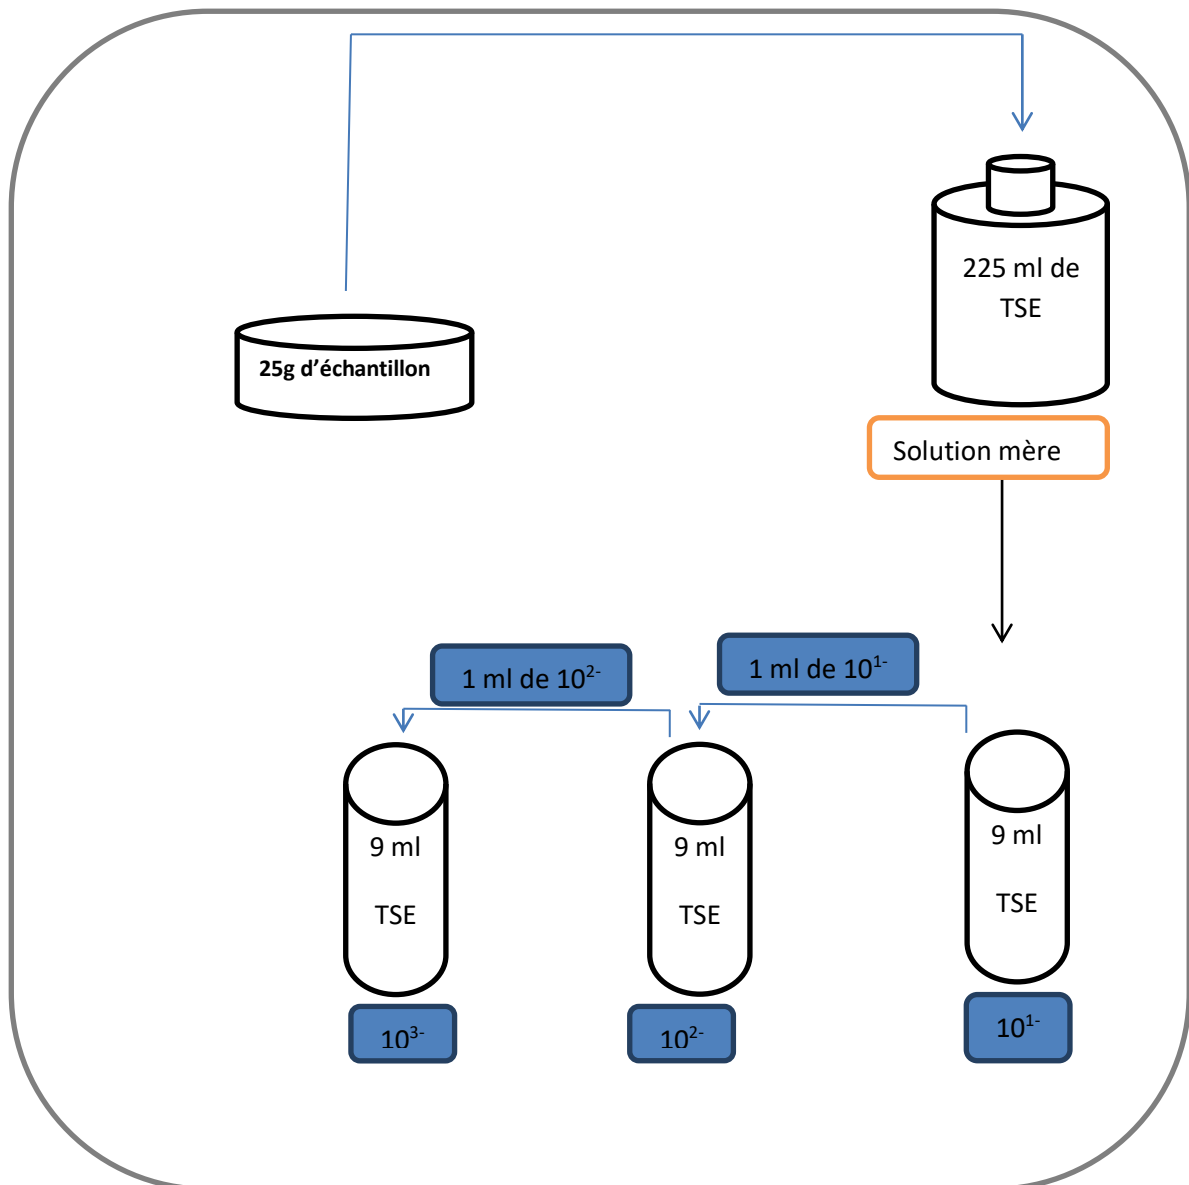 225 ml de
TSE
25g d’échantillon
Solution mère
1 ml de 10²⁻
1 ml de 10¹⁻
9 ml
TSE
9 ml
TSE
9 ml
TSE
10³⁻
10²⁻
10¹⁻